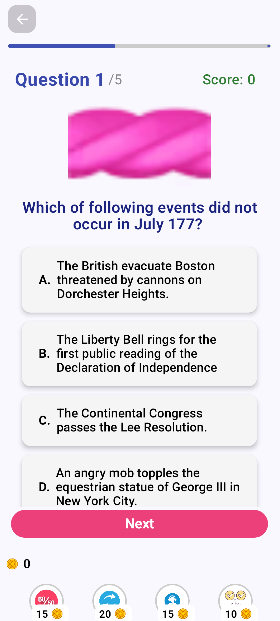 Question 1 /5
Score: 0
Which of following events did not
occur in July 177?
The British evacuate Boston
A. threatened by cannons on
Dorchester Heights.
The Liberty Bell rings for the
B. first public reading of the
Declaration of Independence
The Continental Congress
C. passes the Lee Resolution.
An angry mob topples the
D. equestrian statue of George III in
New York City.
Next
0
15 20 15 10